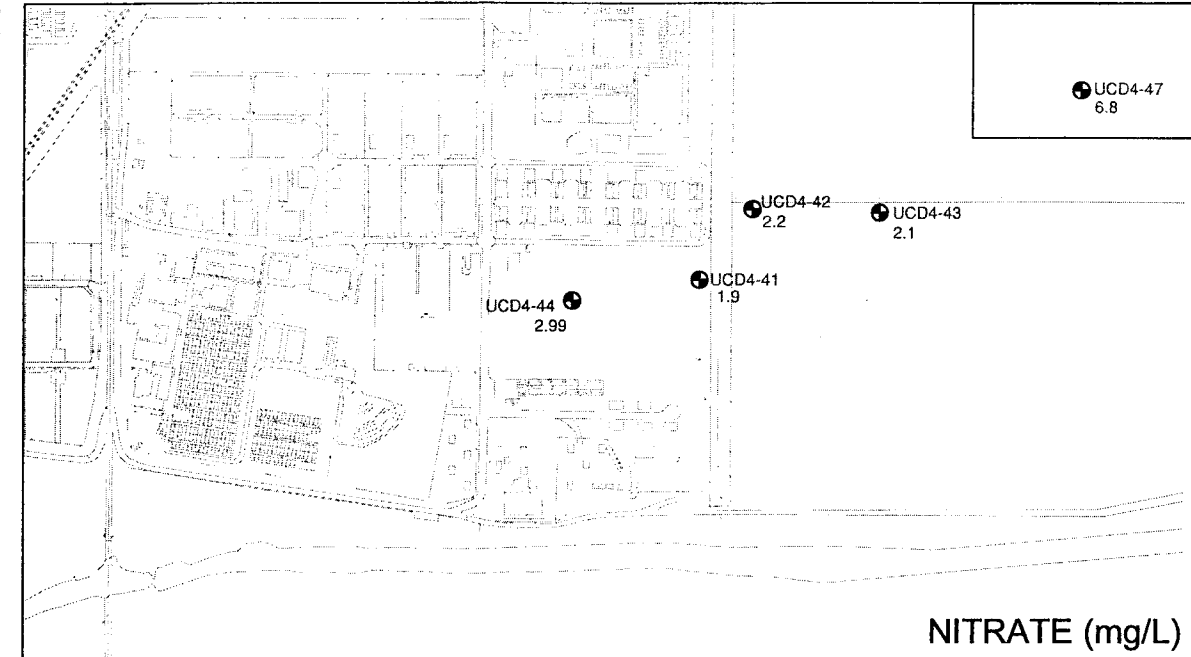 UCD4-47
6.8
UCD4-42
2.2
UCD4-43
2.1
UCD4-41
1.9
UCD4-44
2.99
NITRATE (mg/L)